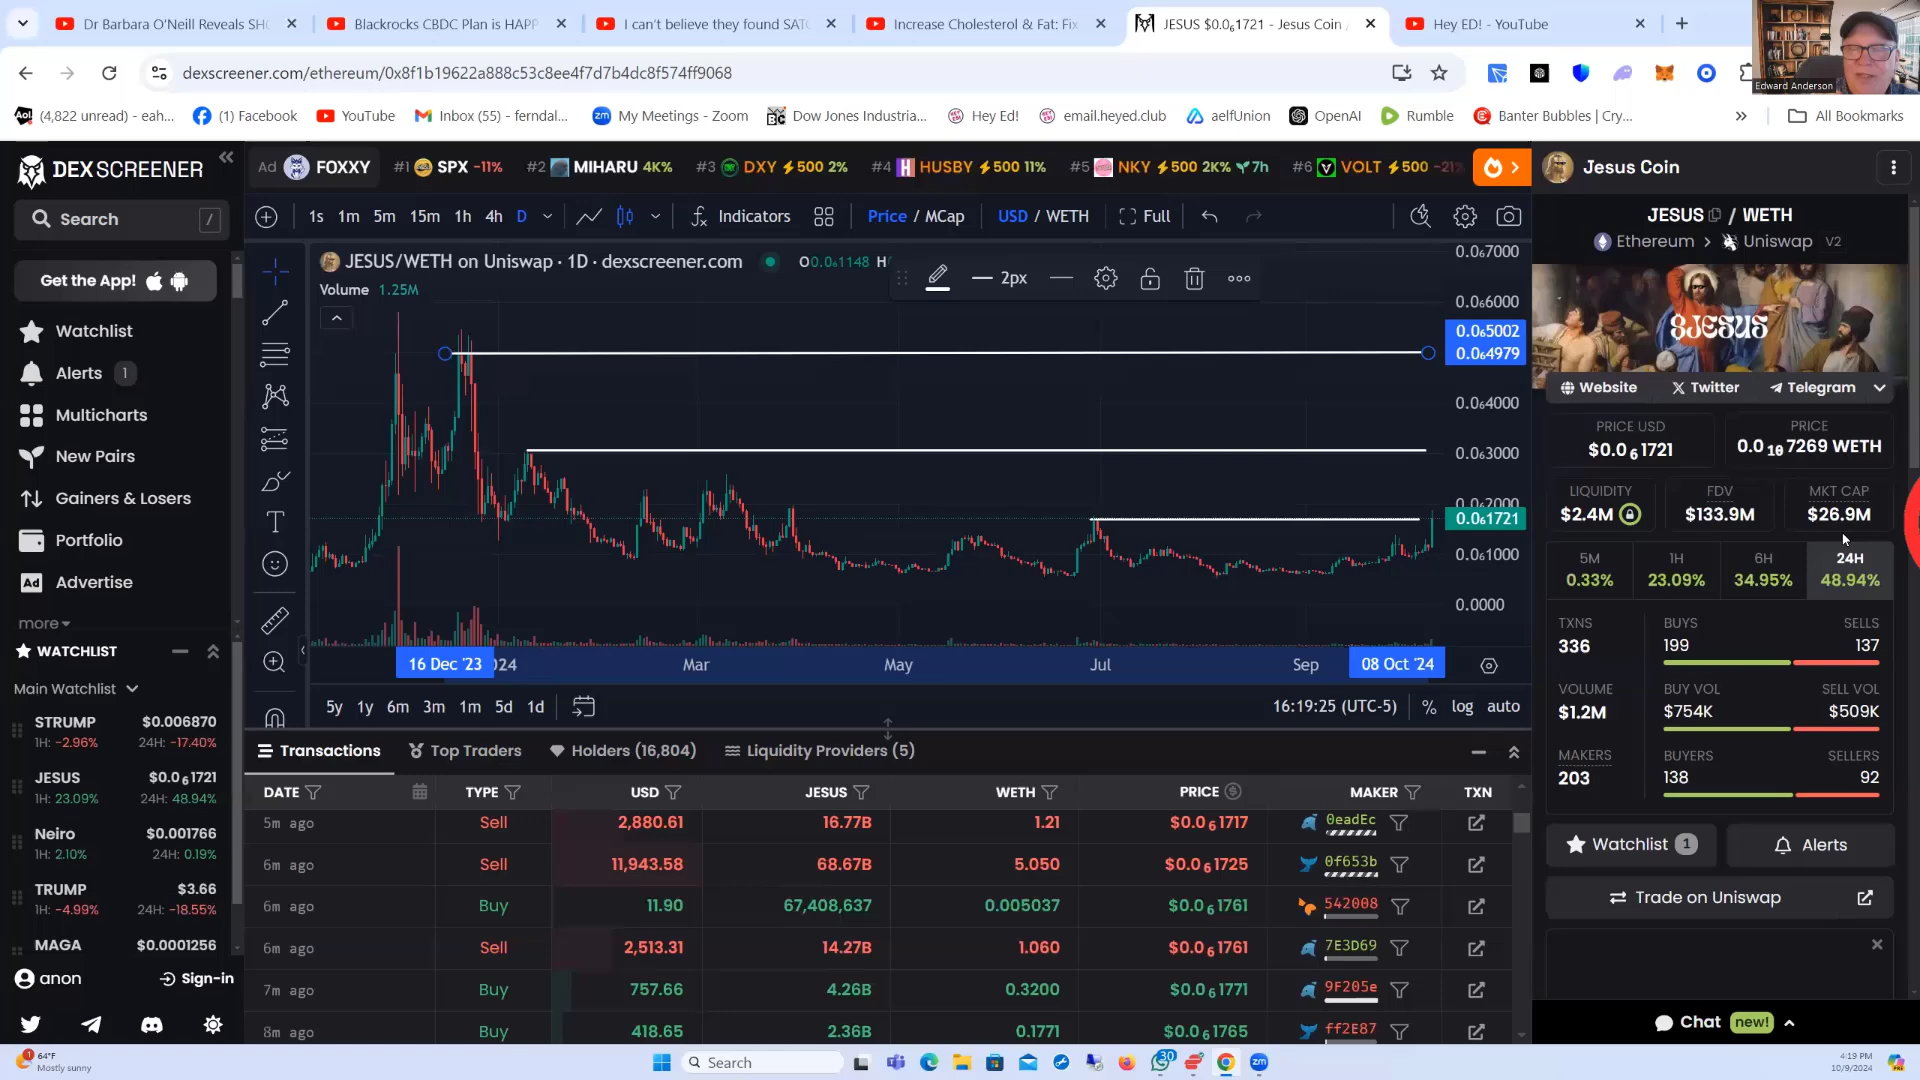 Dr Barbara O'Neill Reveals SHO
Blackrocks CBDC Plan is HAPP
I can't believe they found SATO
Increase Cholesterol & Fat: Fix
JESUS $0.0₆1721 - Jesus Coin
Hey ED! - YouTube
dexscreener.com/ethereum/0x8f1b19622a888c53c8ee4f7d7b4dc8f574ff9068
Edward Anderson
(4,822 unread) - eah...
(1) Facebook
YouTube
Inbox (55) - ferndal...
My Meetings - Zoom
Dow Jones Industria...
Hey Ed!
email.heyed.club
aelfUnion
OpenAI
Rumble
Banter Bubbles | Cry...
All Bookmarks
DEX SCREENER
Ad FOXXY
#1 SPX -11%
#2 MIHARU 4K%
#3 DXY 500 2%
#4 HUSBY 500 11%
#5 NKY 500 2K% 7h
#6 VOLT 500 -21%
Jesus Coin
Search /
1s 1m 5m 15m 1h 4h D
Indicators
Price / MCap
USD / WETH
Full
JESUS / WETH
Ethereum > Uniswap V2
Get the App!
Watchlist
Alerts 1
Multicharts
New Pairs
Gainers & Losers
Portfolio
Advertise
more
JESUS/WETH on Uniswap · 1D · dexscreener.com
O0.0₆1148 H
2px
Volume 1.25M
0.0₆7000
0.0₆6000
0.0₆5002
0.0₆4979
0.0₆4000
0.0₆3000
0.0₆2000
0.0₆1721
0.0₆1000
0.0000
16 Dec '23
2024
Mar
May
Jul
Sep
08 Oct '24
5y 1y 6m 3m 1m 5d 1d
16:19:25 (UTC-5)
% log auto
$JESUS
Website
Twitter
Telegram
PRICE USD
$0.0₆1721
PRICE
0.0₁₀7269 WETH
LIQUIDITY
$2.4M
FDV
$133.9M
MKT CAP
$26.9M
5M
0.33%
1H
23.09%
6H
34.95%
24H
48.94%
TXNS
336
BUYS
199
SELLS
137
VOLUME
$1.2M
BUY VOL
$754K
SELL VOL
$509K
MAKERS
203
BUYERS
138
SELLERS
92
Watchlist 1
Alerts
Trade on Uniswap
Chat new!
WATCHLIST
Main Watchlist
STRUMP $0.006870
1H: -2.96% 24H: -17.40%
JESUS $0.0₆1721
1H: 23.09% 24H: 48.94%
Neiro $0.001766
1H: 2.10% 24H: 0.19%
TRUMP $3.66
1H: -4.99% 24H: -18.55%
MAGA $0.0001256
anon
Sign-in
Transactions
Top Traders
Holders (16,804)
Liquidity Providers (5)
DATE TYPE USD JESUS WETH PRICE MAKER TXN
5m ago Sell 2,880.61 16.77B 1.21 $0.0₆1717 0eadEc
6m ago Sell 11,943.58 68.67B 5.050 $0.0₆1725 0f653b
6m ago Buy 11.90 67,408,637 0.005037 $0.0₆1761 542008
6m ago Sell 2,513.31 14.27B 1.060 $0.0₆1761 7E3D69
7m ago Buy 757.66 4.26B 0.3200 $0.0₆1771 9F205e
8m ago Buy 418.65 2.36B 0.1771 $0.0₆1765 ff2E87
64°F
Mostly sunny
Search
30
4:19 PM
10/9/2024